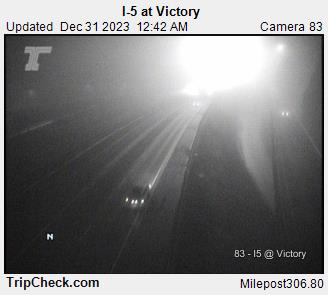 I-5 at Victory
Updated Dec 31 2023 12:42 AM Camera 83
T
N
83 - I5 @ Victory
TripCheck.com Milepost306.80